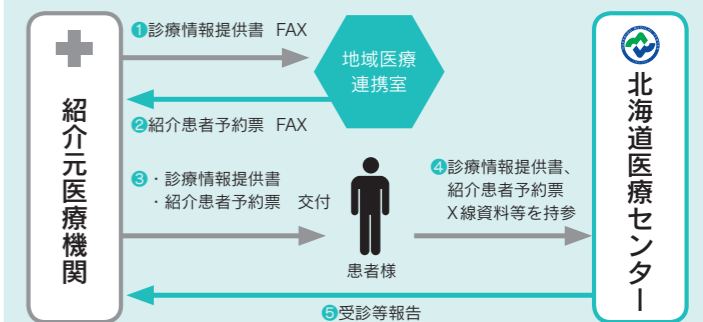 ❶診療情報提供書 FAX
地域医療
連携室
❷紹介患者予約票 FAX
紹介元医療機関
❸・診療情報提供書
・紹介患者予約票 交付
患者様
❹診療情報提供書、
紹介患者予約票
X線資料等を持参
北海道医療センター
❺受診等報告